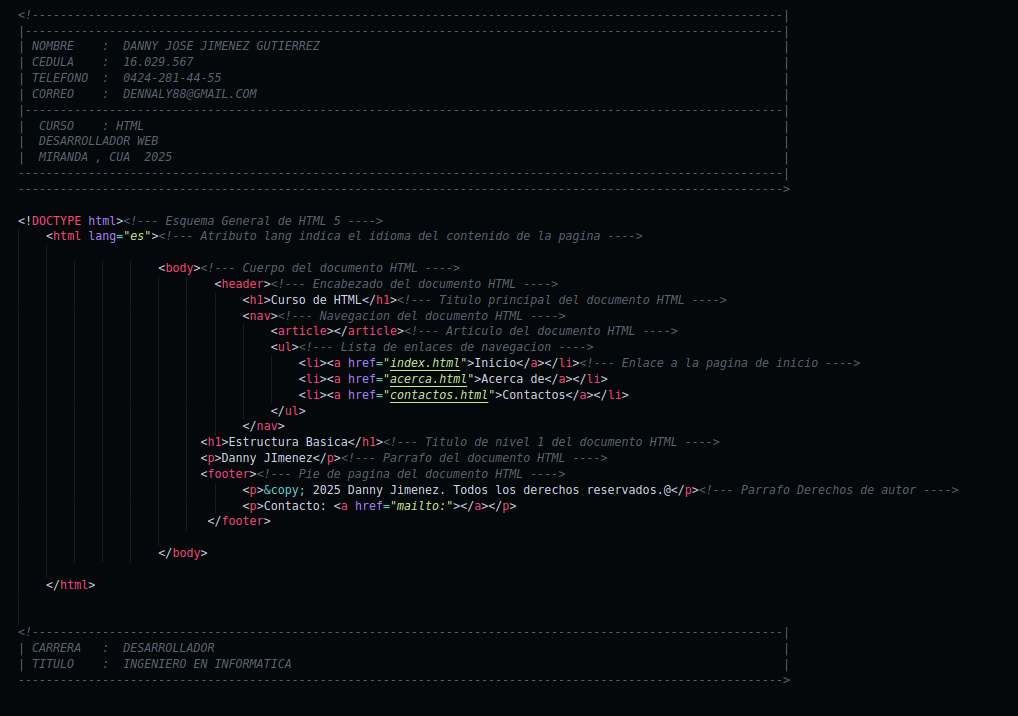 <!-----------------------------------------------------------------------------------------------------------|
|------------------------------------------------------------------------------------------------------------|
| NOMBRE    :  DANNY JOSE JIMENEZ GUTIERREZ                                                                  |
| CEDULA    :  16.029.567                                                                                    |
| TELEFONO  :  0424-281-44-55                                                                                |
| CORREO    :  DENNALY88@GMAIL.COM                                                                           |
|------------------------------------------------------------------------------------------------------------|
|  CURSO    : HTML                                                                                           |
|  DESARROLLADOR WEB                                                                                         |
|  MIRANDA , CUA  2025                                                                                       |
-------------------------------------------------------------------------------------------------------------|
------------------------------------------------------------------------------------------------------------->
<!DOCTYPE html><!--- Esquema General de HTML 5 ---->
<html lang="es"><!--- Atributo lang indica el idioma del contenido de la pagina ---->
<body><!--- Cuerpo del documento HTML ---->
<header><!--- Encabezado del documento HTML ---->
<h1>Curso de HTML</h1><!--- Titulo principal del documento HTML ---->
<nav><!--- Navegacion del documento HTML ---->
<article></article><!--- Articulo del documento HTML ---->
<ul><!--- Lista de enlaces de navegacion ---->
<li><a href="index.html">Inicio</a></li><!--- Enlace a la pagina de inicio ---->
<li><a href="acerca.html">Acerca de</a></li>
<li><a href="contactos.html">Contactos</a></li>
</ul>
</nav>
<h1>Estructura Basica</h1><!--- Titulo de nivel 1 del documento HTML ---->
<p>Danny JImenez</p><!--- Parrafo del documento HTML ---->
<footer><!--- Pie de pagina del documento HTML ---->
<p>&copy; 2025 Danny Jimenez. Todos los derechos reservados.@</p><!--- Parrafo Derechos de autor ---->
<p>Contacto: <a href="mailto:"></a></p>
</footer>
</body>
</html>
<!-----------------------------------------------------------------------------------------------------------|
| CARRERA   :  DESARROLLADOR                                                                                 |
| TITULO    :  INGENIERO EN INFORMATICA                                                                      |
------------------------------------------------------------------------------------------------------------->